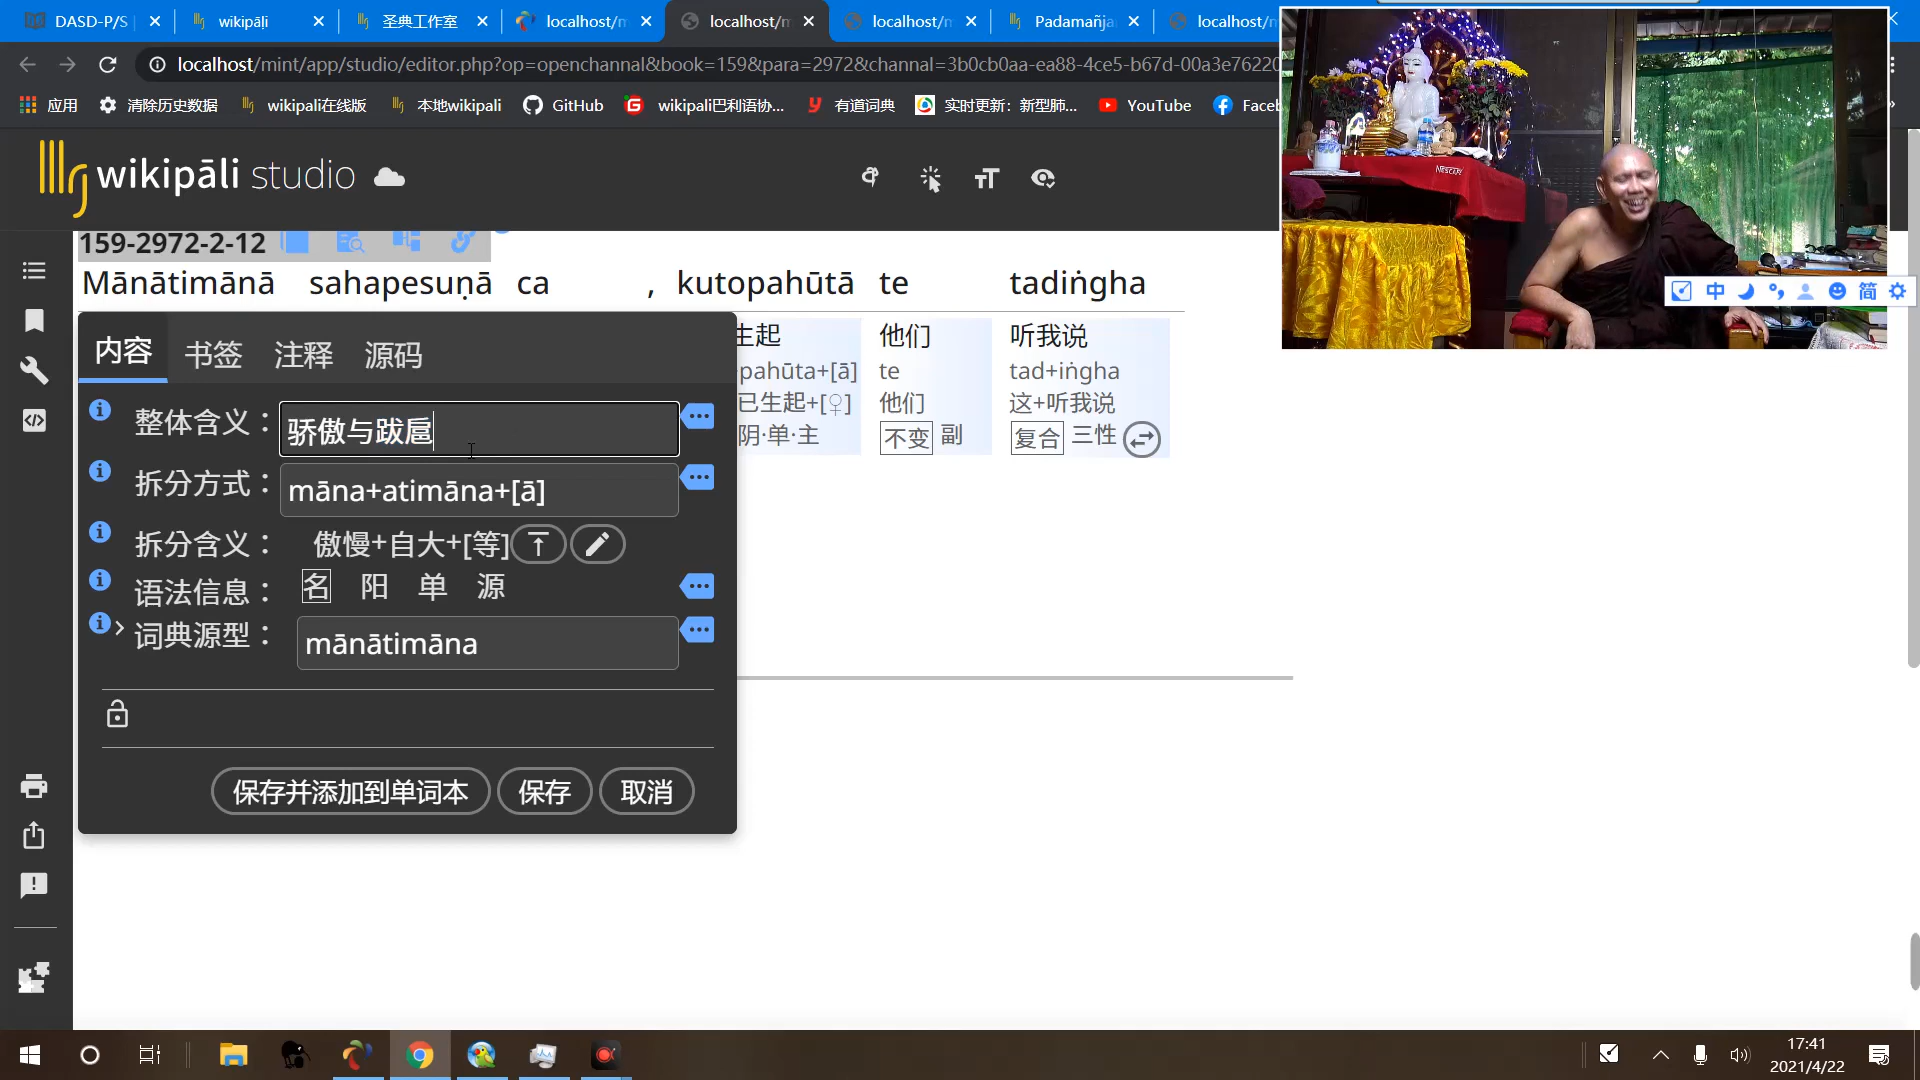 DASD-P/S
wikipāḷi
圣典工作室
localhost/m
localhost/m
localhost/m
Padamañja
localhost/m
localhost/mint/app/studio/editor.php?op=openchannal&book=159&para=2972&channal=3b0cb0aa-ea88-4ce5-b67d-00a3e76220
应用
清除历史数据
wikipali在线版
本地wikipali
GitHub
wikipali巴利语协...
有道词典
实时更新：新型肺...
YouTube
Faceb
wikipāli studio
159-2972-2-12
Mānātimānā sahapesuṇā ca , kutopahūtā te tadiṅgha
内容 书签 注释 源码
整体含义： 骄傲与跋扈
拆分方式： māna+atimāna+[ā]
拆分含义： 傲慢+自大+[等]
语法信息： 名 阳 单 源
词典源型： mānātimāna
保存并添加到单词本 保存 取消
生起
pahūta+[ā]
已生起+[♀]
阴·单·主
他们
te
他们
不变 副
听我说
tad+iṅgha
这+听我说
复合 三性
NESCAFÉ
中 简
17:41
2021/4/22